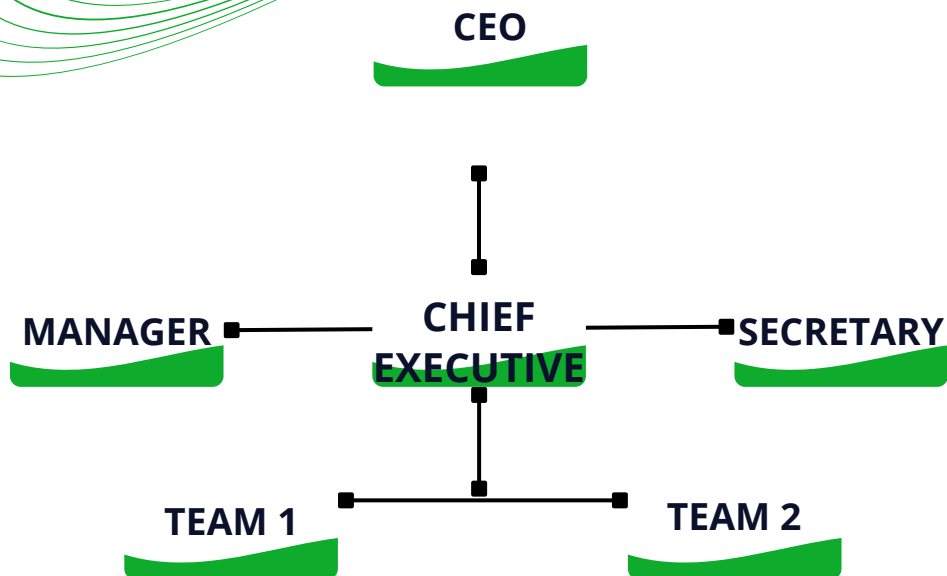 CEO
MANAGER
CHIEF
EXECUTIVE
SECRETARY
TEAM 1
TEAM 2